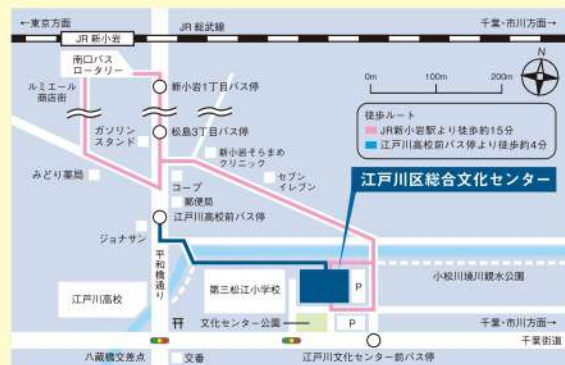 ←東京方面
JR 総武線
千葉・市川方面→
JR 新小岩
南口バス
ロータリー
N
ルミエール
商店街
新小岩1丁目バス停
0m
100m
200m
ガソリン
スタンド
松島3丁目バス停
徒歩ルート
JR新小岩駅より徒歩約15分
江戸川高校前バス停より徒歩約4分
新小岩そらまめ
クリニック
みどり薬局
コープ
セブン
イレブン
郵便局
江戸川区総合文化センター
江戸川高校前バス停
ジョナサン
平和橋通り
小松川境川親水公園
第三松江小学校
P
江戸川高校
文化センター公園
P
千葉・市川方面→
千葉街道
八蔵橋交差点
交番
江戸川文化センター前バス停